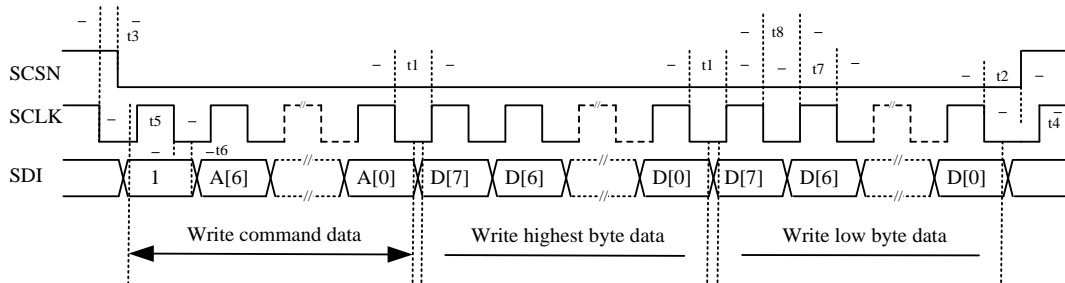 t3
t8
SCSN
t1
t1
t7
t2
SCLK
t5
t4
t6
SDI
1 A[6] A[0] D[7] D[6] D[0] D[7] D[6] D[0]
Write command data Write highest byte data Write low byte data